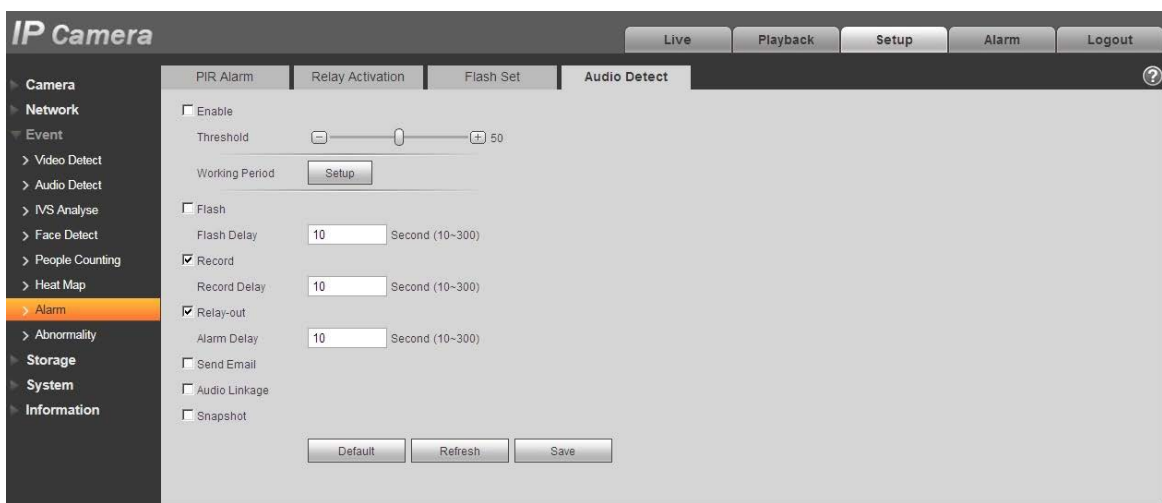 IP Camera
Live Playback Setup Alarm Logout
PIR Alarm Relay Activation Flash Set Audio Detect ?
Camera
Network
Event
> Video Detect
> Audio Detect
> IVS Analyse
> Face Detect
> People Counting
> Heat Map
> Alarm
> Abnormality
Storage
System
Information
Enable
Threshold 50
Working Period Setup
Flash
Flash Delay 10 Second (10~300)
Record
Record Delay 10 Second (10~300)
Relay-out
Alarm Delay 10 Second (10~300)
Send Email
Audio Linkage
Snapshot
Default Refresh Save